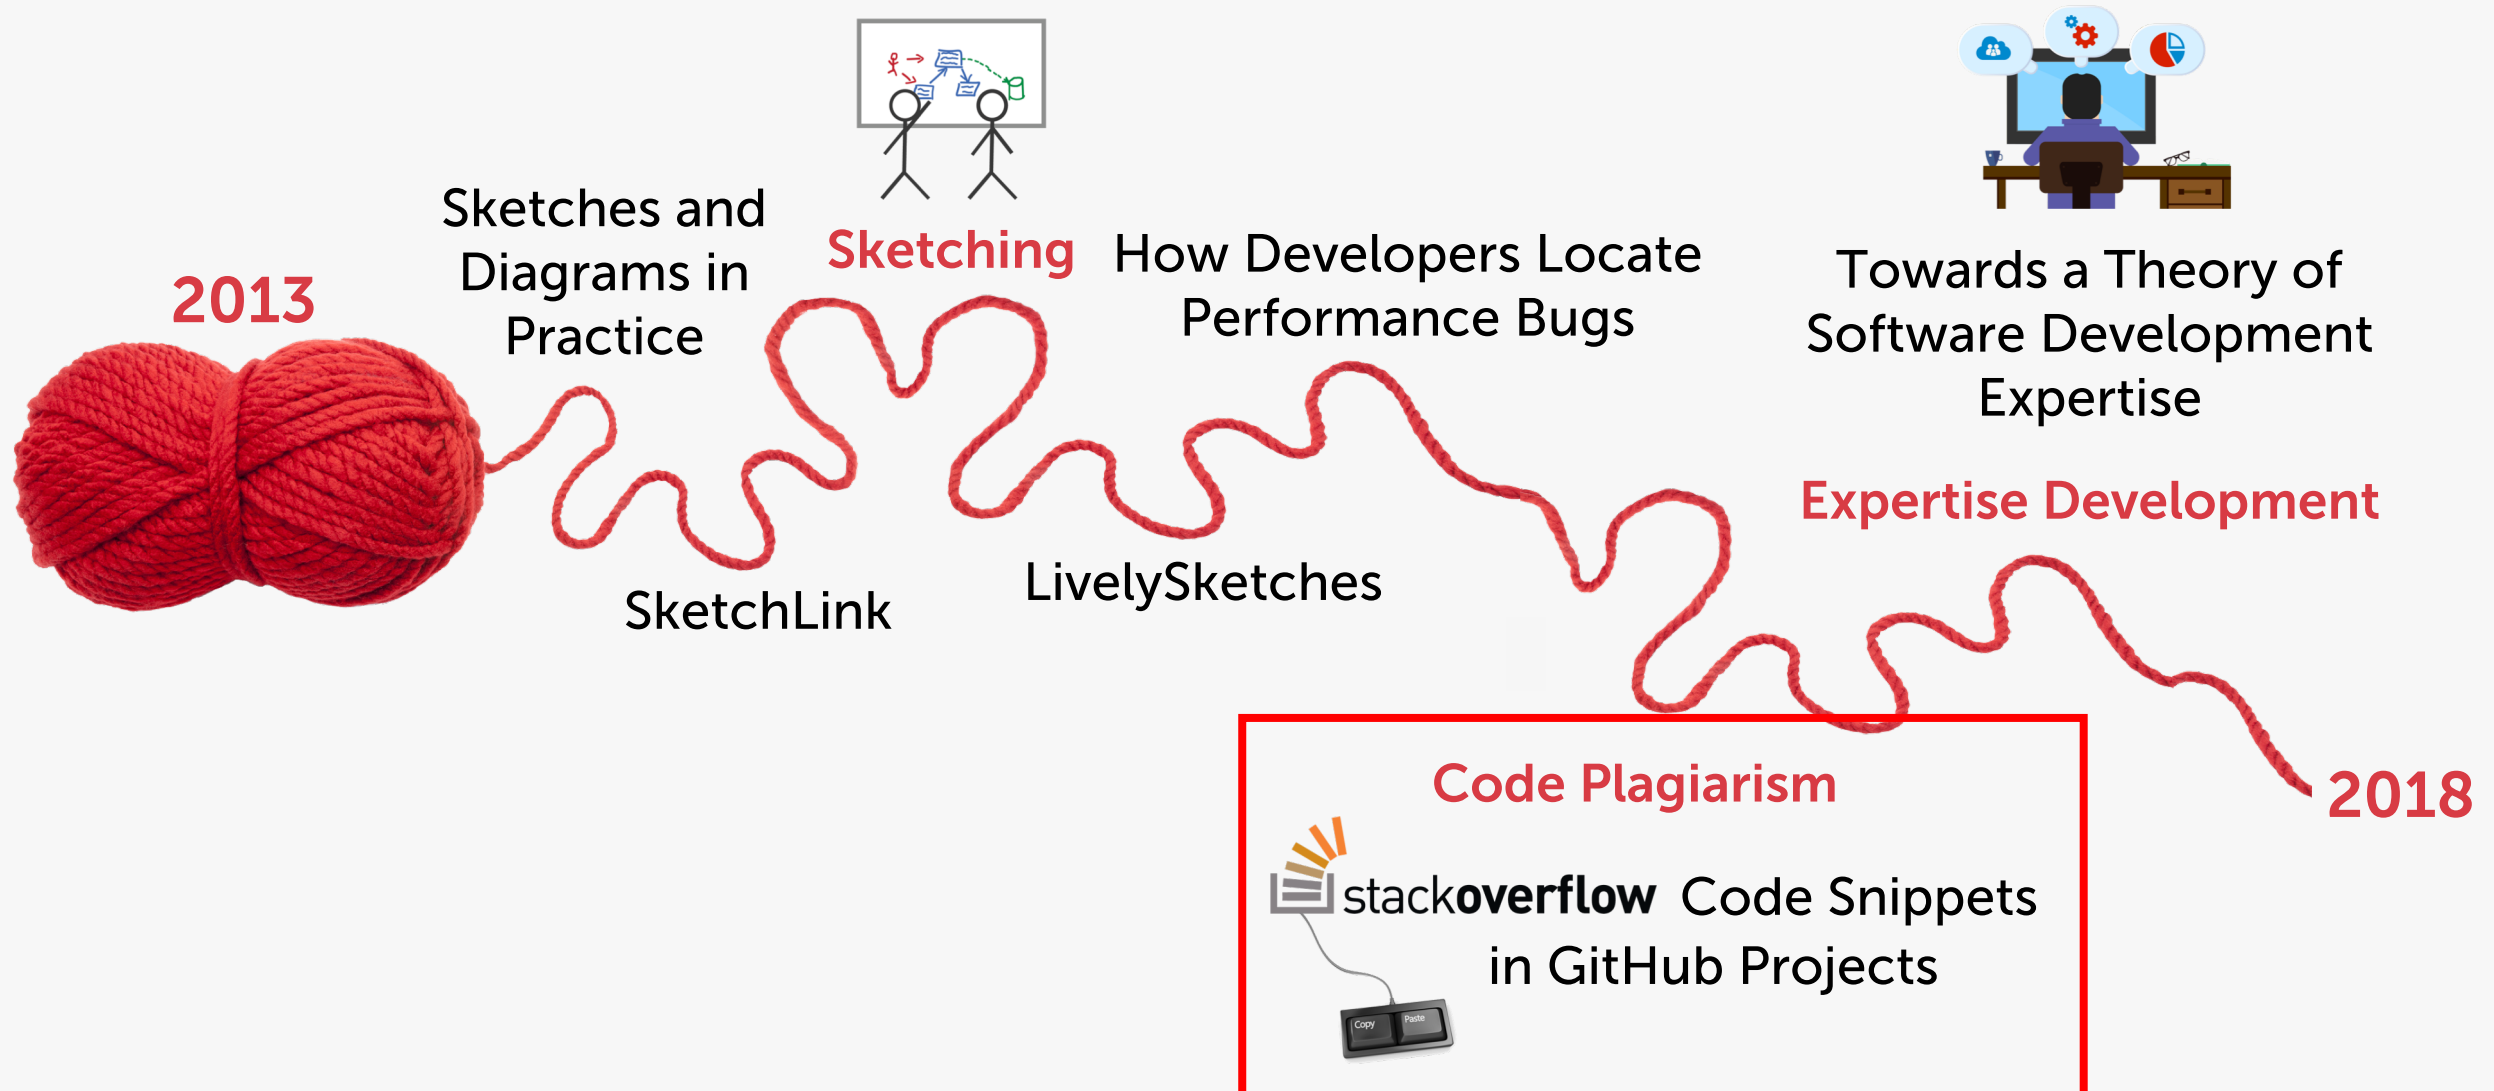 2013
Sketches and
Diagrams in
Practice
SketchLink
Sketching
LivelySketches
How Developers Locate
Performance Bugs
Towards a Theory of
Software Development
Expertise
Expertise Development
Code Plagiarism
stackoverflow Code Snippets
in GitHub Projects
Copy Paste
2018